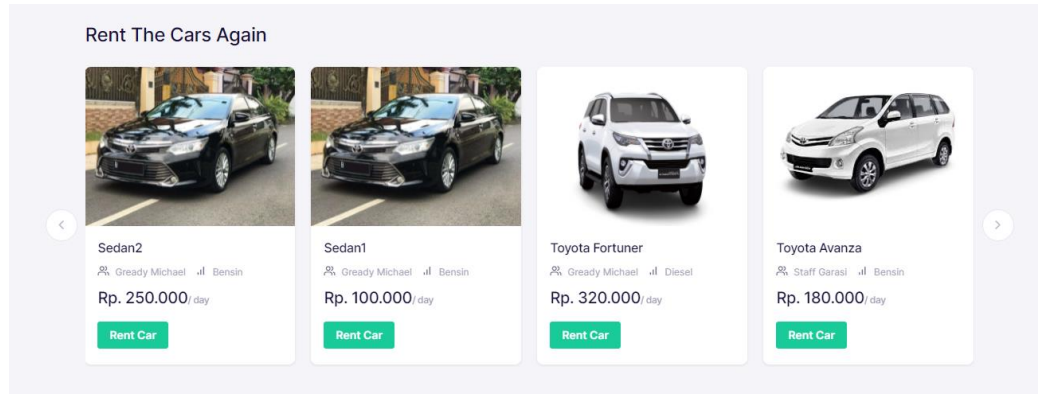 Rent The Cars Again
Sedan2
Gready Michael Bensin
Rp. 250.000/ day
Rent Car
Sedan1
Gready Michael Bensin
Rp. 100.000/ day
Rent Car
Toyota Fortuner
Gready Michael Diesel
Rp. 320.000/ day
Rent Car
Toyota Avanza
Staff Garasi Bensin
Rp. 180.000/ day
Rent Car